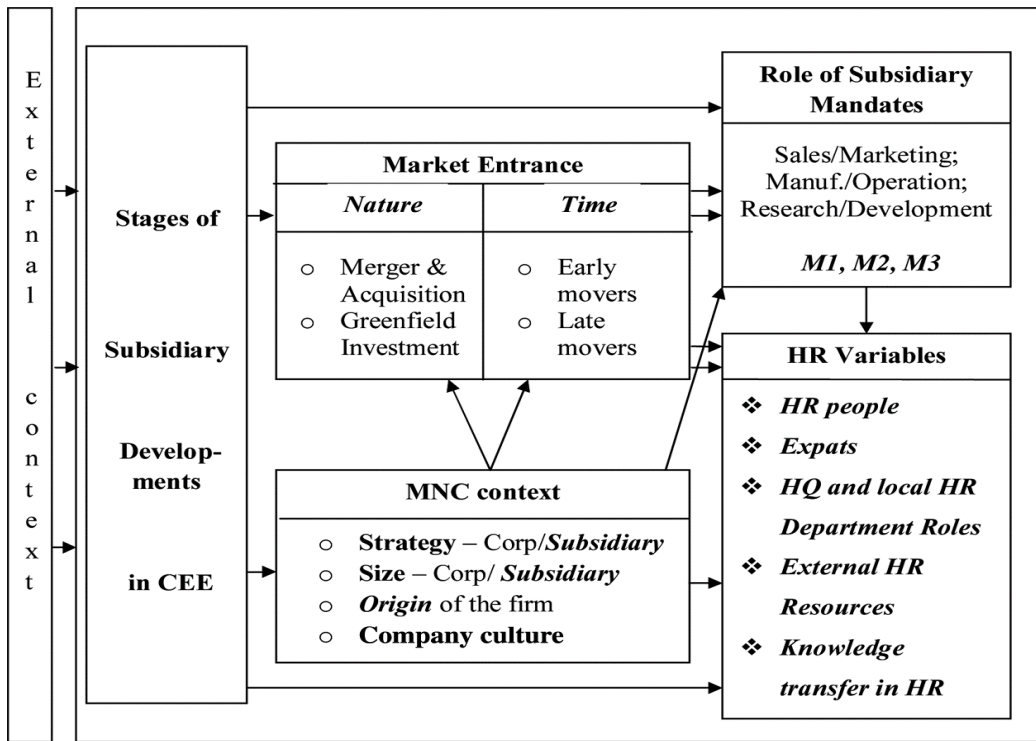 External context
Stages of
Subsidiary
Develop-
ments
in CEE
Market Entrance
Nature
Time
o Merger &
Acquisition
o Greenfield
Investment
o Early
movers
o Late
movers
MNC context
o Strategy – Corp/Subsidiary
o Size – Corp/ Subsidiary
o Origin of the firm
o Company culture
Role of Subsidiary
Mandates
Sales/Marketing;
Manuf./Operation;
Research/Development
M1, M2, M3
HR Variables
❖ HR people
❖ Expats
❖ HQ and local HR
Department Roles
❖ External HR
Resources
❖ Knowledge
transfer in HR